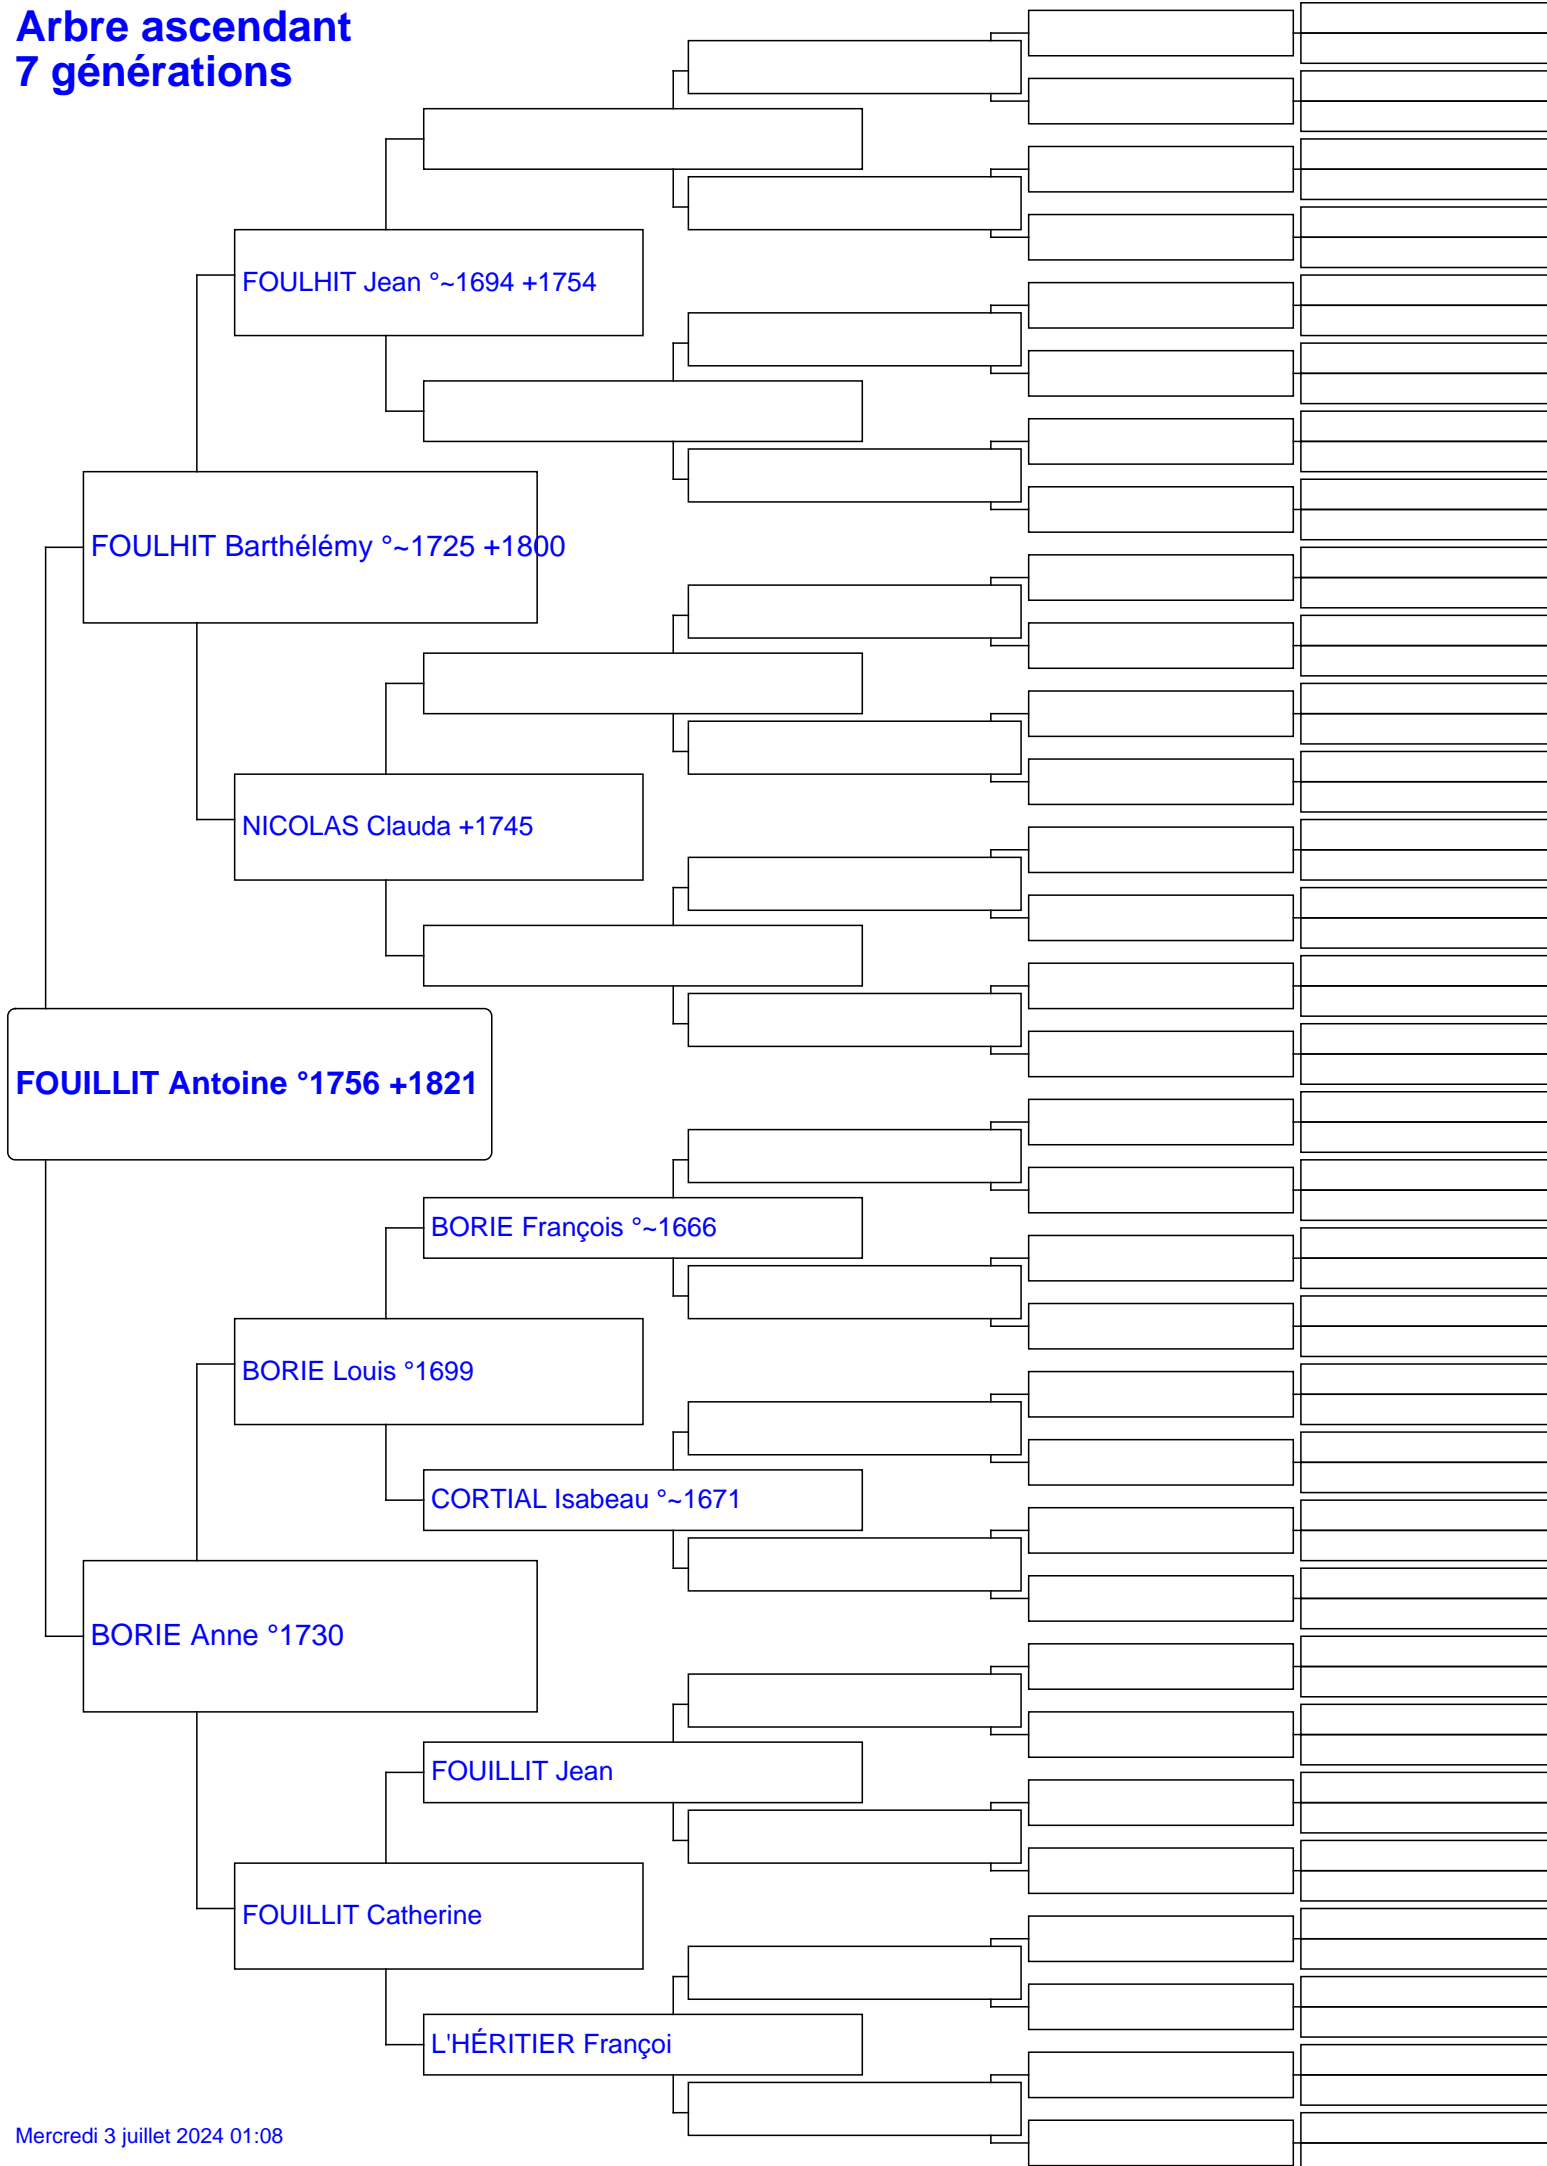 Arbre ascendant
7 générations
FOULHIT Jean °~1694 +1754
FOULHIT Barthélémy °~1725 +1800
NICOLAS Clauda +1745
FOUILLIT Antoine °1756 +1821
BORIE François °~1666
BORIE Louis °1699
CORTIAL Isabeau °~1671
BORIE Anne °1730
FOUILLIT Jean
FOUILLIT Catherine
L'HÉRITIER Françoi
Mercredi 3 juillet 2024 01:08